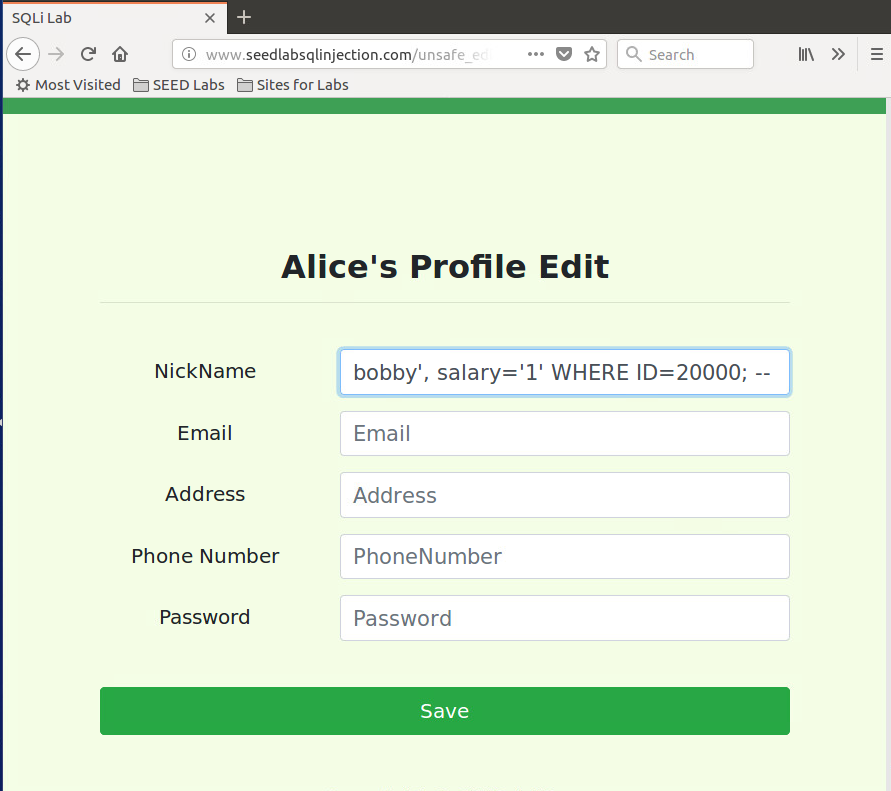 SQLi Lab
www.seedlabsqlinjection.com/unsafe_ed
Search
Most Visited SEED Labs Sites for Labs
Alice's Profile Edit
NickName bobby', salary='1' WHERE ID=20000; --
Email Email
Address Address
Phone Number PhoneNumber
Password Password
Save